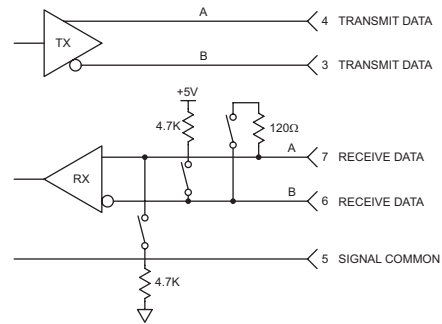 A
4 TRANSMIT DATA
TX
B
3 TRANSMIT DATA
+5V
4.7K
120Ω
A
7 RECEIVE DATA
RX
B
6 RECEIVE DATA
5 SIGNAL COMMON
4.7K